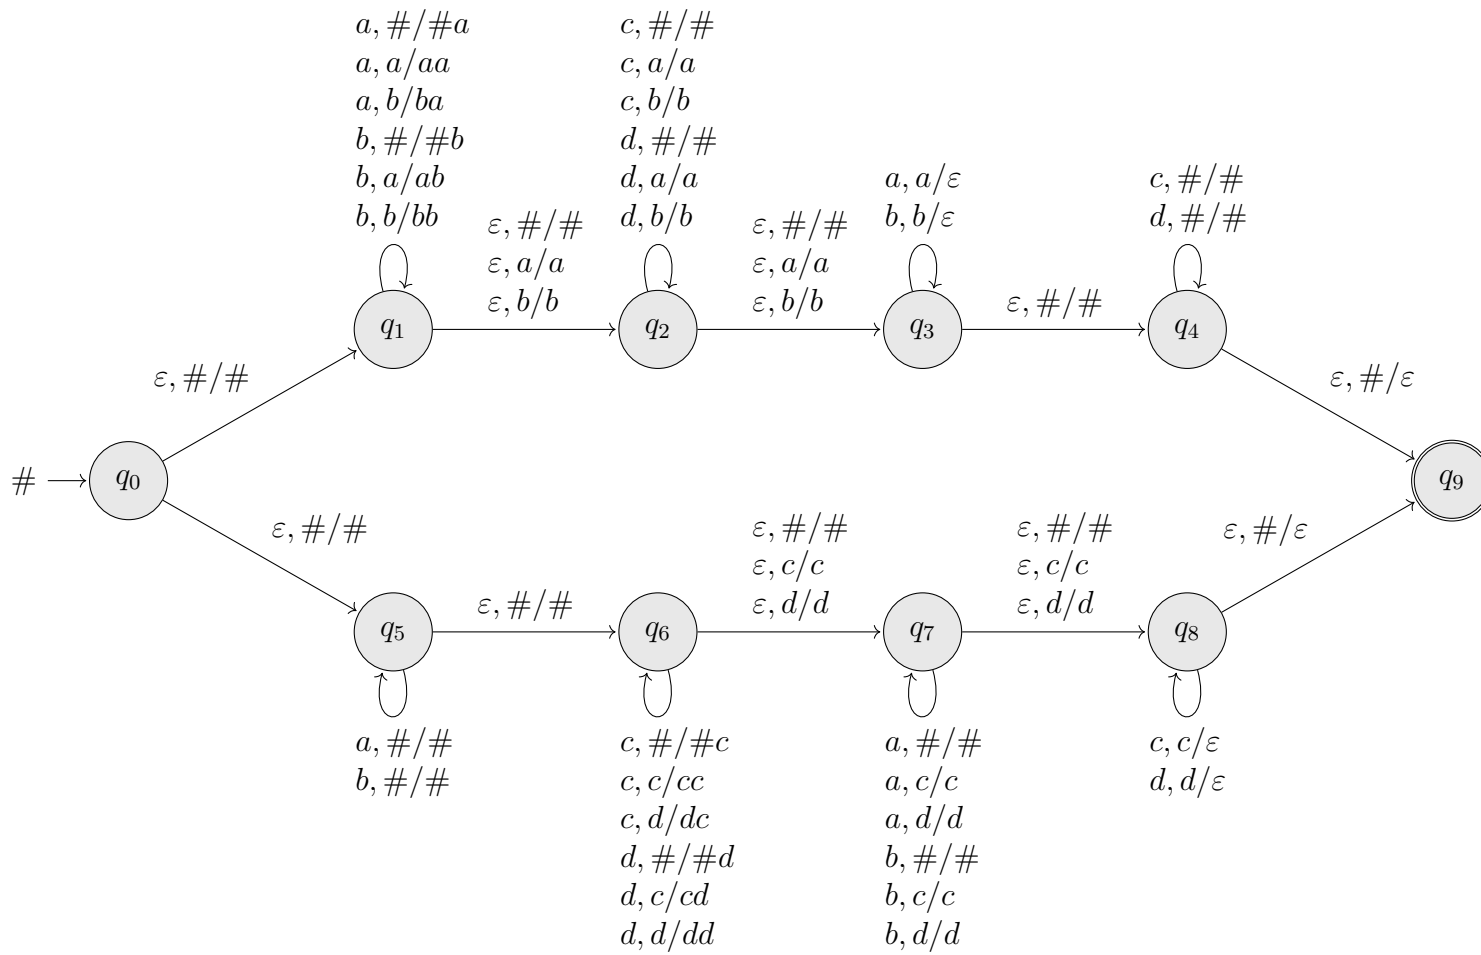 a, #/#a
a, a/aa
a, b/ba
b, #/#b
b, a/ab
b, b/bb
c, #/#
c, a/a
c, b/b
d, #/#
d, a/a
d, b/b
a, a/ε
b, b/ε
c, #/#
d, #/#
ε, #/#
ε, a/a
ε, b/b
ε, #/#
ε, a/a
ε, b/b
ε, #/#
q1
q2
q3
q4
ε, #/#
ε, #/ε
#
q0
q9
ε, #/#
ε, #/#
ε, #/#
ε, c/c
ε, d/d
ε, #/#
ε, c/c
ε, d/d
ε, #/ε
q5
q6
q7
q8
a, #/#
b, #/#
c, #/#c
c, c/cc
c, d/dc
d, #/#d
d, c/cd
d, d/dd
a, #/#
a, c/c
a, d/d
b, #/#
b, c/c
b, d/d
c, c/ε
d, d/ε